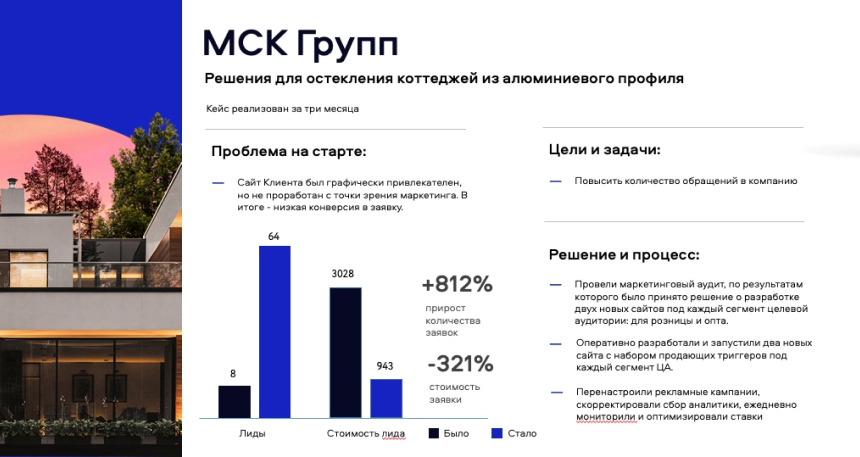 МСК Групп
Решения для остекления коттеджей из алюминиевого профиля
Кейс реализован за три месяца
Проблема на старте:
— Сайт Клиента был графически привлекателен,
но не проработан с точки зрения маркетинга. В
итоге - низкая конверсия в заявку.
64
3028
8
943
+812%
прирост
количества
заявок
-321%
стоимость
заявки
Лиды
Стоимость лида
Было
Стало
Цели и задачи:
— Повысить количество обращений в компанию
Решение и процесс:
— Провели маркетинговый аудит, по результатам
которого было принято решение о разработке
двух новых сайтов под каждый сегмент целевой
аудитории: для розницы и опта.
— Оперативно разработали и запустили два новых
сайта с набором продающих триггеров под
каждый сегмент ЦА.
— Перенастроили рекламные кампании,
скорректировали сбор аналитики, ежедневно
мониторили и оптимизировали ставки